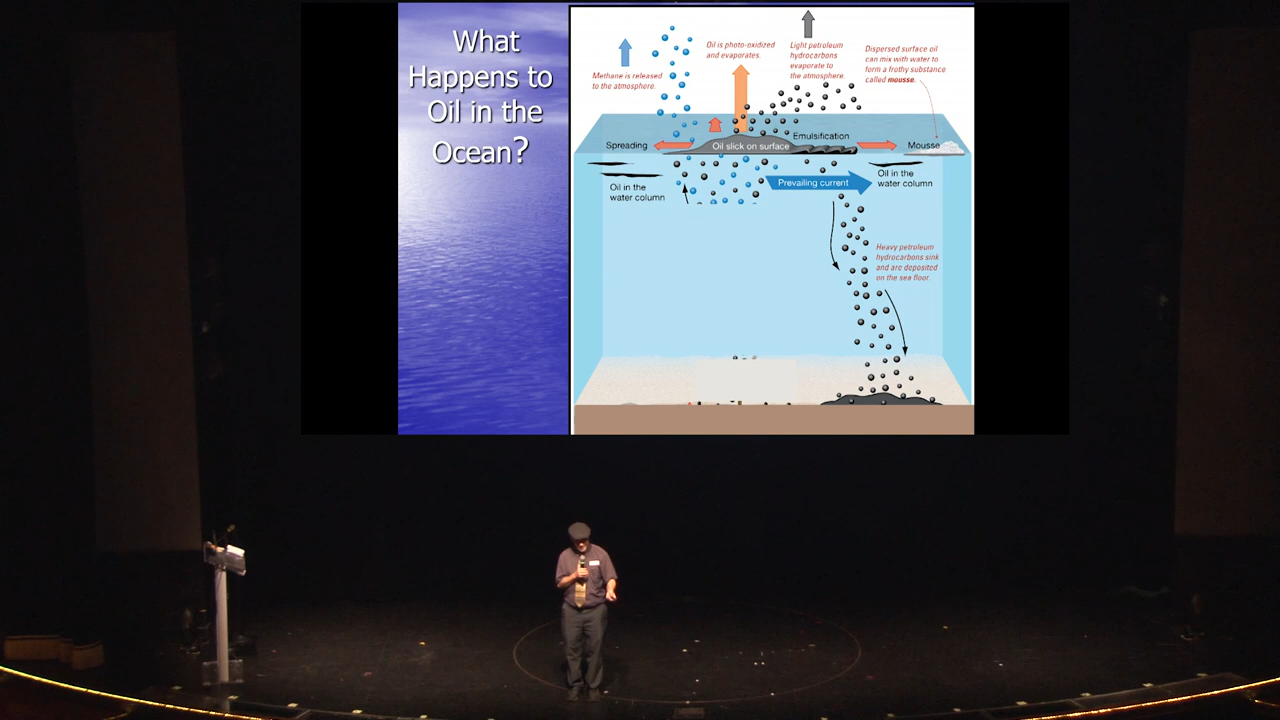 What
Happens to
Oil in the
Ocean?
Methane is released
to the atmosphere.
Oil is photo-oxidized
and evaporates.
Light petroleum
hydrocarbons
evaporate to
the atmosphere.
Dispersed surface oil
can mix with water to
form a frothy substance
called mousse.
Spreading
Oil slick on surface
Emulsification
Mousse
Oil in the
water column
Prevailing current
Oil in the
water column
Heavy petroleum
hydrocarbons sink
and are deposited
on the sea floor.